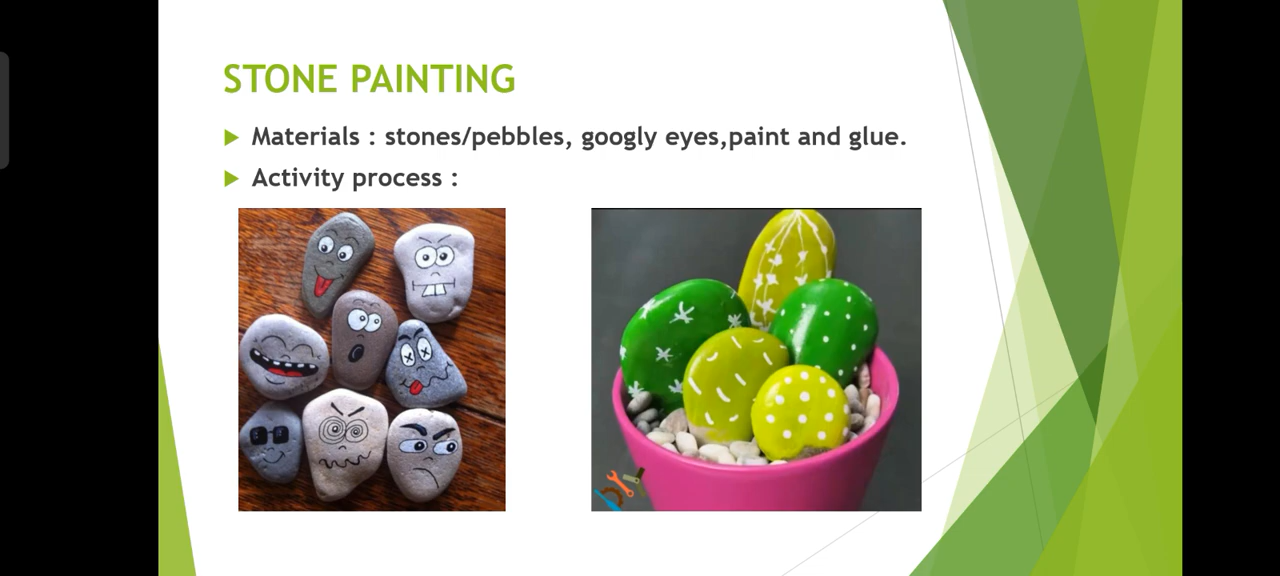 STONE PAINTING
Materials : stones/pebbles, googly eyes,paint and glue.
Activity process :